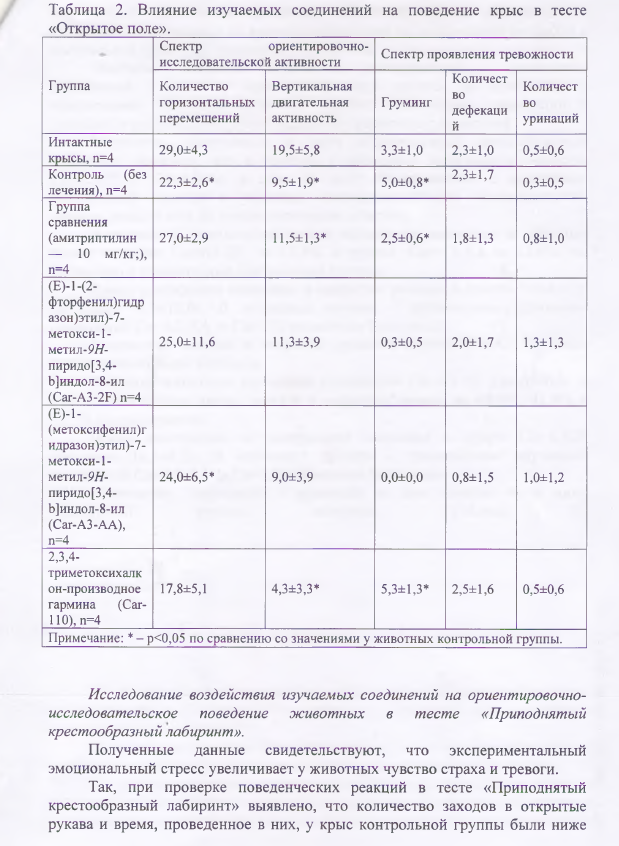 Таблица 2. Влияние изучаемых соединений на поведение крыс в тесте
«Открытое поле».
Группа
Спектр ориентировочно-
исследовательской активности
Спектр проявления тревожности
Количество
горизонтальных
перемещений
Вертикальная
двигательная
активность
Груминг
Количест
во
дефекаци
й
Количест
во
уринаций
Интактные
крысы, n=4
29,0±4,3
19,5±5,8
3,3±1,0
2,3±1,0
0,5±0,6
Контроль (без
лечения), n=4
22,3±2,6*
9,5±1,9*
5,0±0,8*
2,3±1,7
0,3±0,5
Группа
сравнения
(амитриптилин
— 10 мг/кг;),
n=4
27,0±2,9
11,5±1,3*
2,5±0,6*
1,8±1,3
0,8±1,0
(E)-1-(2-
фторфенил)гидр
азон)этил)-7-
метокси-1-
метил-9H-
пиридо[3,4-
b]индол-8-ил
(Car-A3-2F) n=4
25,0±11,6
11,3±3,9
0,3±0,5
2,0±1,7
1,3±1,3
(E)-1-
(метоксифенил)г
идразон)этил)-7-
метокси-1-
метил-9H-
пиридо[3,4-
b]индол-8-ил
(Car-A3-AA),
n=4
24,0±6,5*
9,0±3,9
0,0±0,0
0,8±1,5
1,0±1,2
2,3,4-
триметоксихалк
он-производное
гармина (Car-
110), n=4
17,8±5,1
4,3±3,3*
5,3±1,3*
2,5±1,6
0,5±0,6
Примечание: * – p<0,05 по сравнению со значениями у животных контрольной группы.
Исследование воздействия изучаемых соединений на ориентировочно-
исследовательское поведение животных в тесте «Приподнятый
крестообразный лабиринт».
Полученные данные свидетельствуют, что экспериментальный
эмоциональный стресс увеличивает у животных чувство страха и тревоги.
Так, при проверке поведенческих реакций в тесте «Приподнятый
крестообразный лабиринт» выявлено, что количество заходов в открытые
рукава и время, проведенное в них, у крыс контрольной группы были ниже